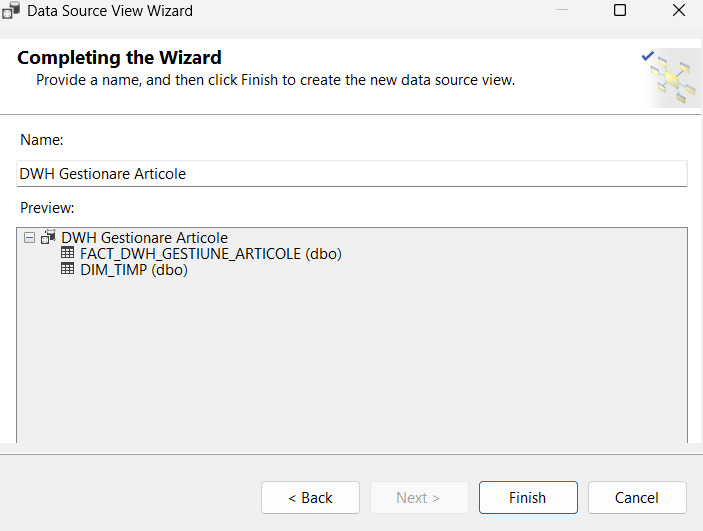 Data Source View Wizard
Completing the Wizard
Provide a name, and then click Finish to create the new data source view.
Name:
DWH Gestionare Articole
Preview:
DWH Gestionare Articole
FACT_DWH_GESTIUNE_ARTICOLE (dbo)
DIM_TIMP (dbo)
< Back
Next >
Finish
Cancel